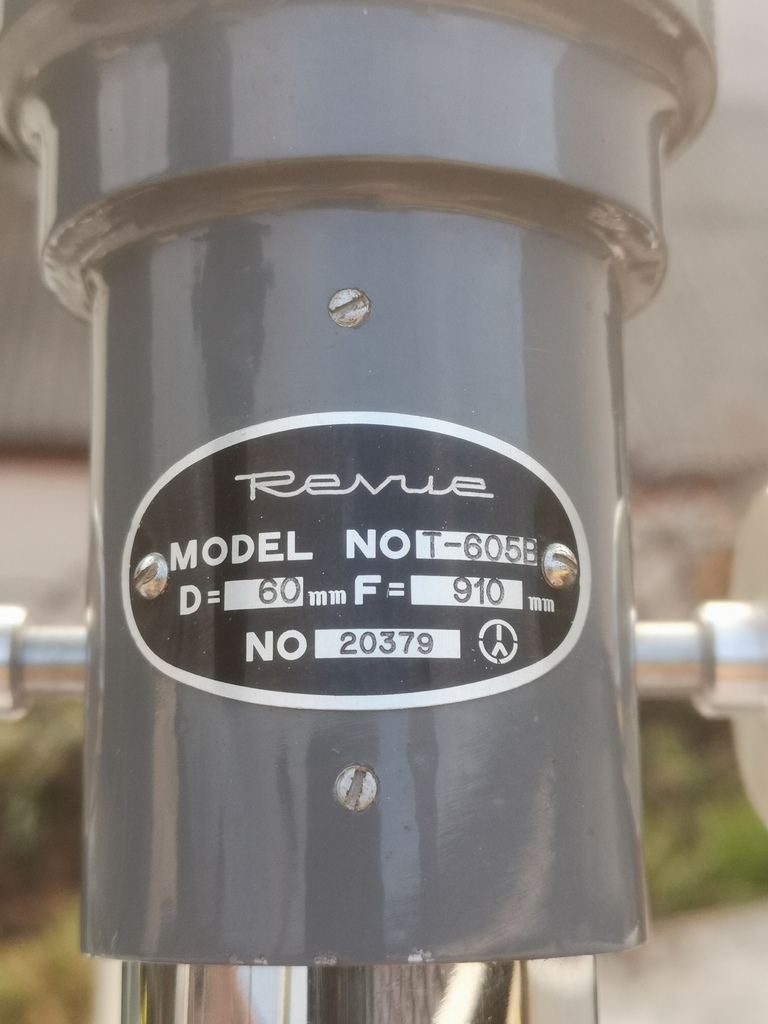 Revue
MODEL NO T-605B
D= 60 mm F= 910 mm
NO 20379